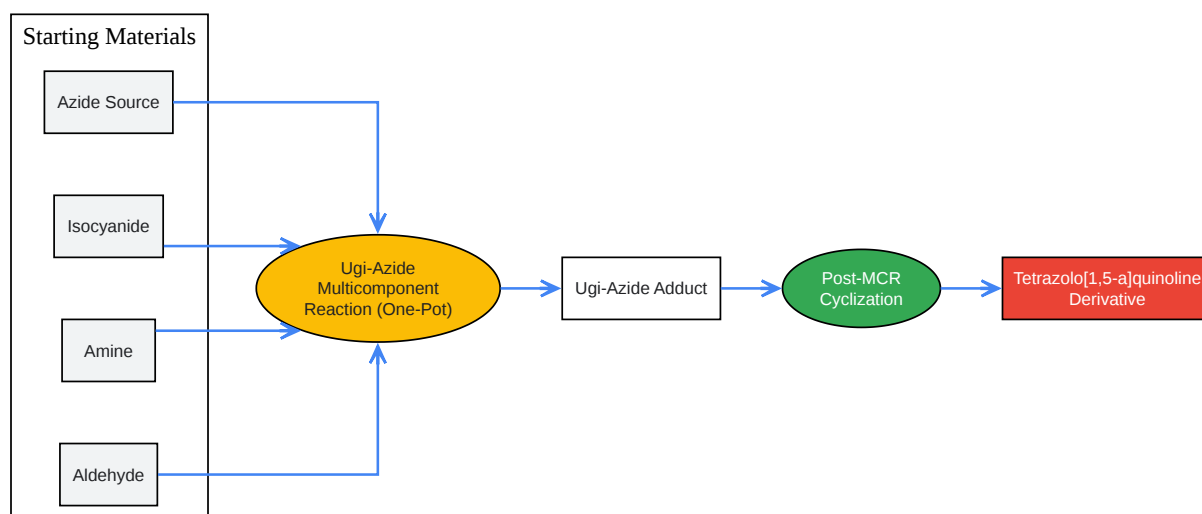 Starting Materials
Azide Source
Isocyanide
Amine
Aldehyde
Ugi-Azide
Multicomponent
Reaction (One-Pot)
Ugi-Azide Adduct
Post-MCR
Cyclization
Tetrazolo[1,5-a]quinoline
Derivative